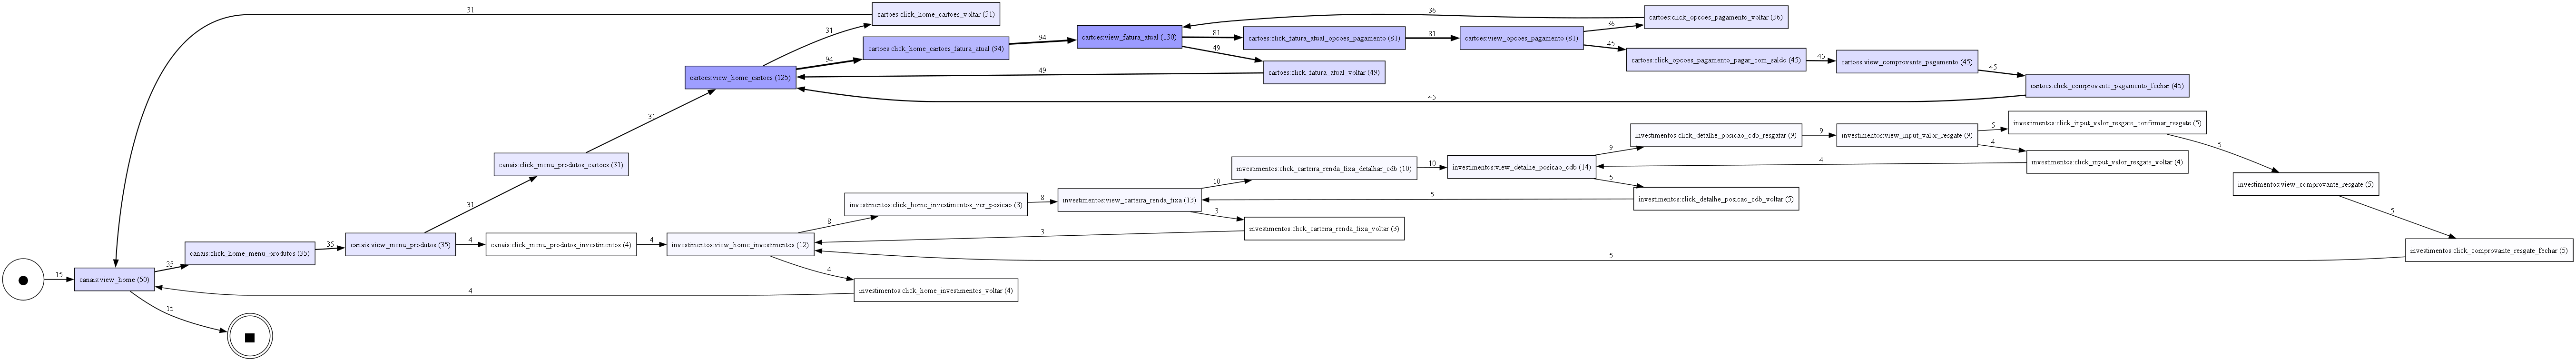 31
cartoes:click_home_cartoes_voltar (31)
36
cartoes:click_opcoes_pagamento_voltar (36)
31
94
cartoes:view_fatura_atual (130)
81
cartoes:click_fatura_atual_opcoes_pagamento (81)
81
cartoes:view_opcoes_pagamento (81)
36
cartoes:click_home_cartoes_fatura_atual (94)
94
49
45
cartoes:click_opcoes_pagamento_pagar_com_saldo (45)
45
cartoes:view_comprovante_pagamento (45)
45
cartoes:view_home_cartoes (125)
49
cartoes:click_fatura_atual_voltar (49)
cartoes:click_comprovante_pagamento_fechar (45)
45
31
investimentos:click_detalhe_posicao_cdb_resgatar (9)
9
investimentos:view_input_valor_resgate (9)
5
investimentos:click_input_valor_resgate_confirmar_resgate (5)
canais:click_menu_produtos_cartoes (31)
investimentos:click_carteira_renda_fixa_detalhar_cdb (10)
10
investimentos:view_detalhe_posicao_cdb (14)
9
4
4
investimentos:click_input_valor_resgate_voltar (4)
5
31
investimentos:click_home_investimentos_ver_posicao (8)
8
investimentos:view_carteira_renda_fixa (13)
10
5
5
investimentos:click_detalhe_posicao_cdb_voltar (5)
investimentos:view_comprovante_resgate (5)
3
investimentos:click_carteira_renda_fixa_voltar (3)
3
5
canais:click_home_menu_produtos (35)
35
canais:view_menu_produtos (35)
4
canais:click_menu_produtos_investimentos (4)
4
investimentos:view_home_investimentos (12)
8
5
investimentos:click_comprovante_resgate_fechar (5)
15
canais:view_home (50)
35
4
investimentos:click_home_investimentos_voltar (4)
4
15